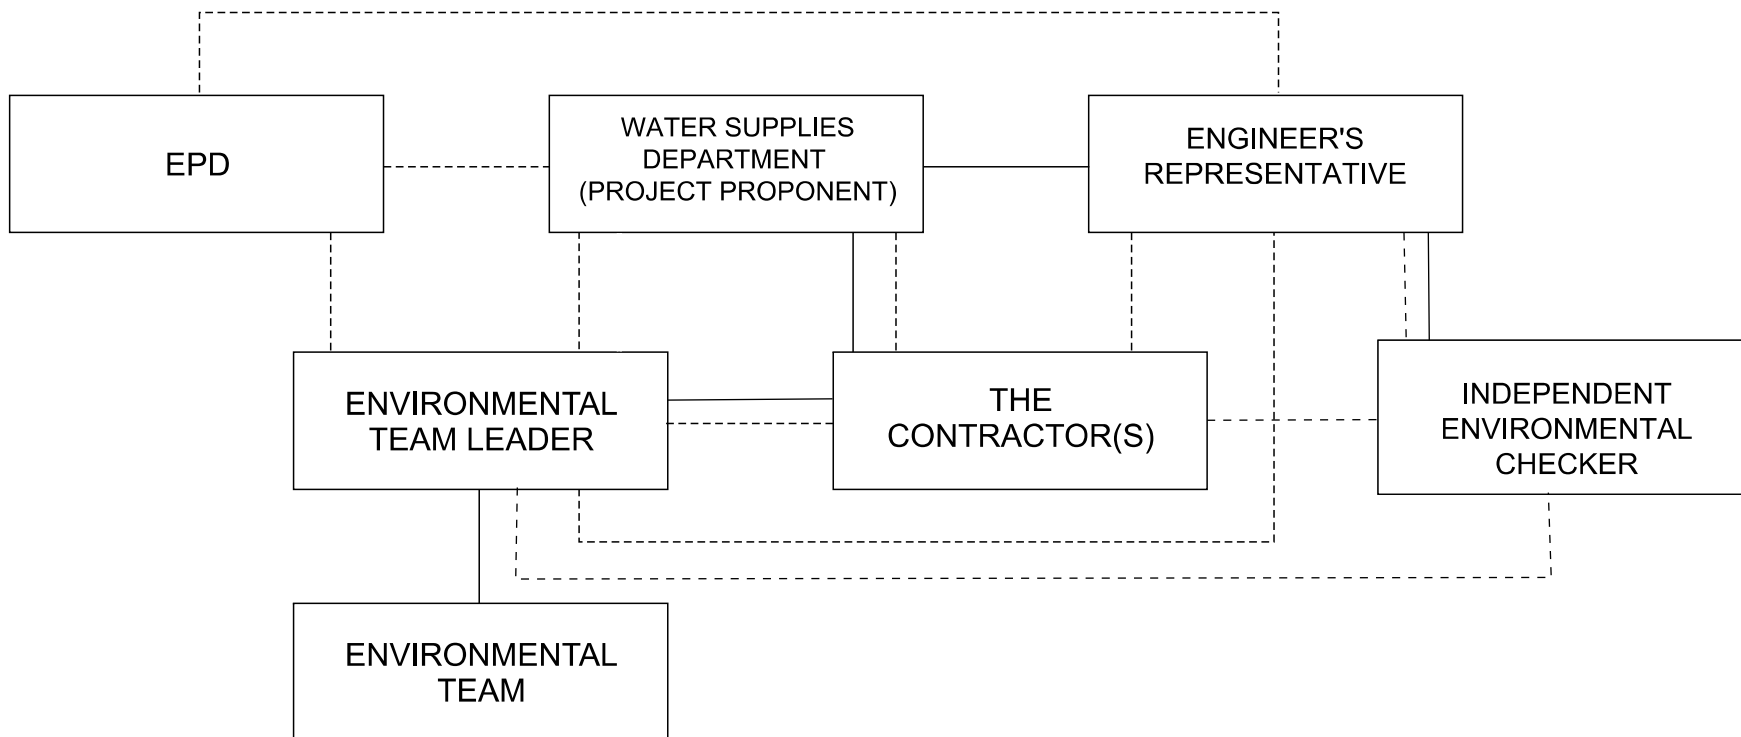 EPD
WATER SUPPLIES
DEPARTMENT
(PROJECT PROPONENT)
ENGINEER'S
REPRESENTATIVE
ENVIRONMENTAL
TEAM LEADER
THE
CONTRACTOR(S)
INDEPENDENT
ENVIRONMENTAL
CHECKER
ENVIRONMENTAL
TEAM